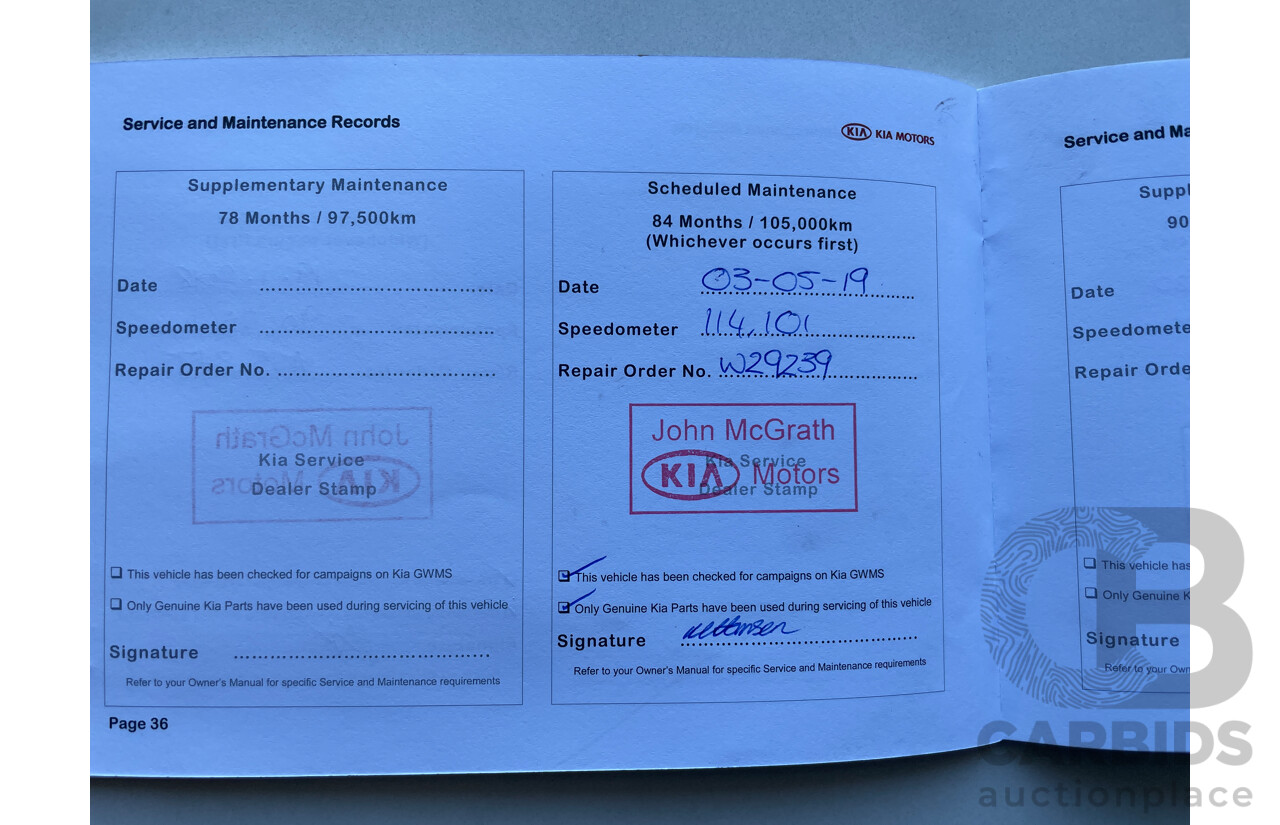 Service and Maintenance Records
KIA KIA MOTORS
Supplementary Maintenance
78 Months / 97,500km
Date
Speedometer
Repair Order No.
John McGrath
Kia Service
KIA Motors
Dealer Stamp
❑ This vehicle has been checked for campaigns on Kia GWMS
❑ Only Genuine Kia Parts have been used during servicing of this vehicle
Signature
Refer to your Owner's Manual for specific Service and Maintenance requirements
Page 36
Scheduled Maintenance
84 Months / 105,000km
(Whichever occurs first)
Date 03-05-19
Speedometer 114,101
Repair Order No. W29239
John McGrath
Kia Service
KIA Motors
Dealer Stamp
This vehicle has been checked for campaigns on Kia GWMS
Only Genuine Kia Parts have been used during servicing of this vehicle
Signature
Refer to your Owner's Manual for specific Service and Maintenance requirements
Service and Ma
Suppl
90
Date
Speedomete
Repair Orde
❑ This vehicle has
❑ Only Genuine K
Signature
Refer to your Own
CB
CARBIDS
auctionplace